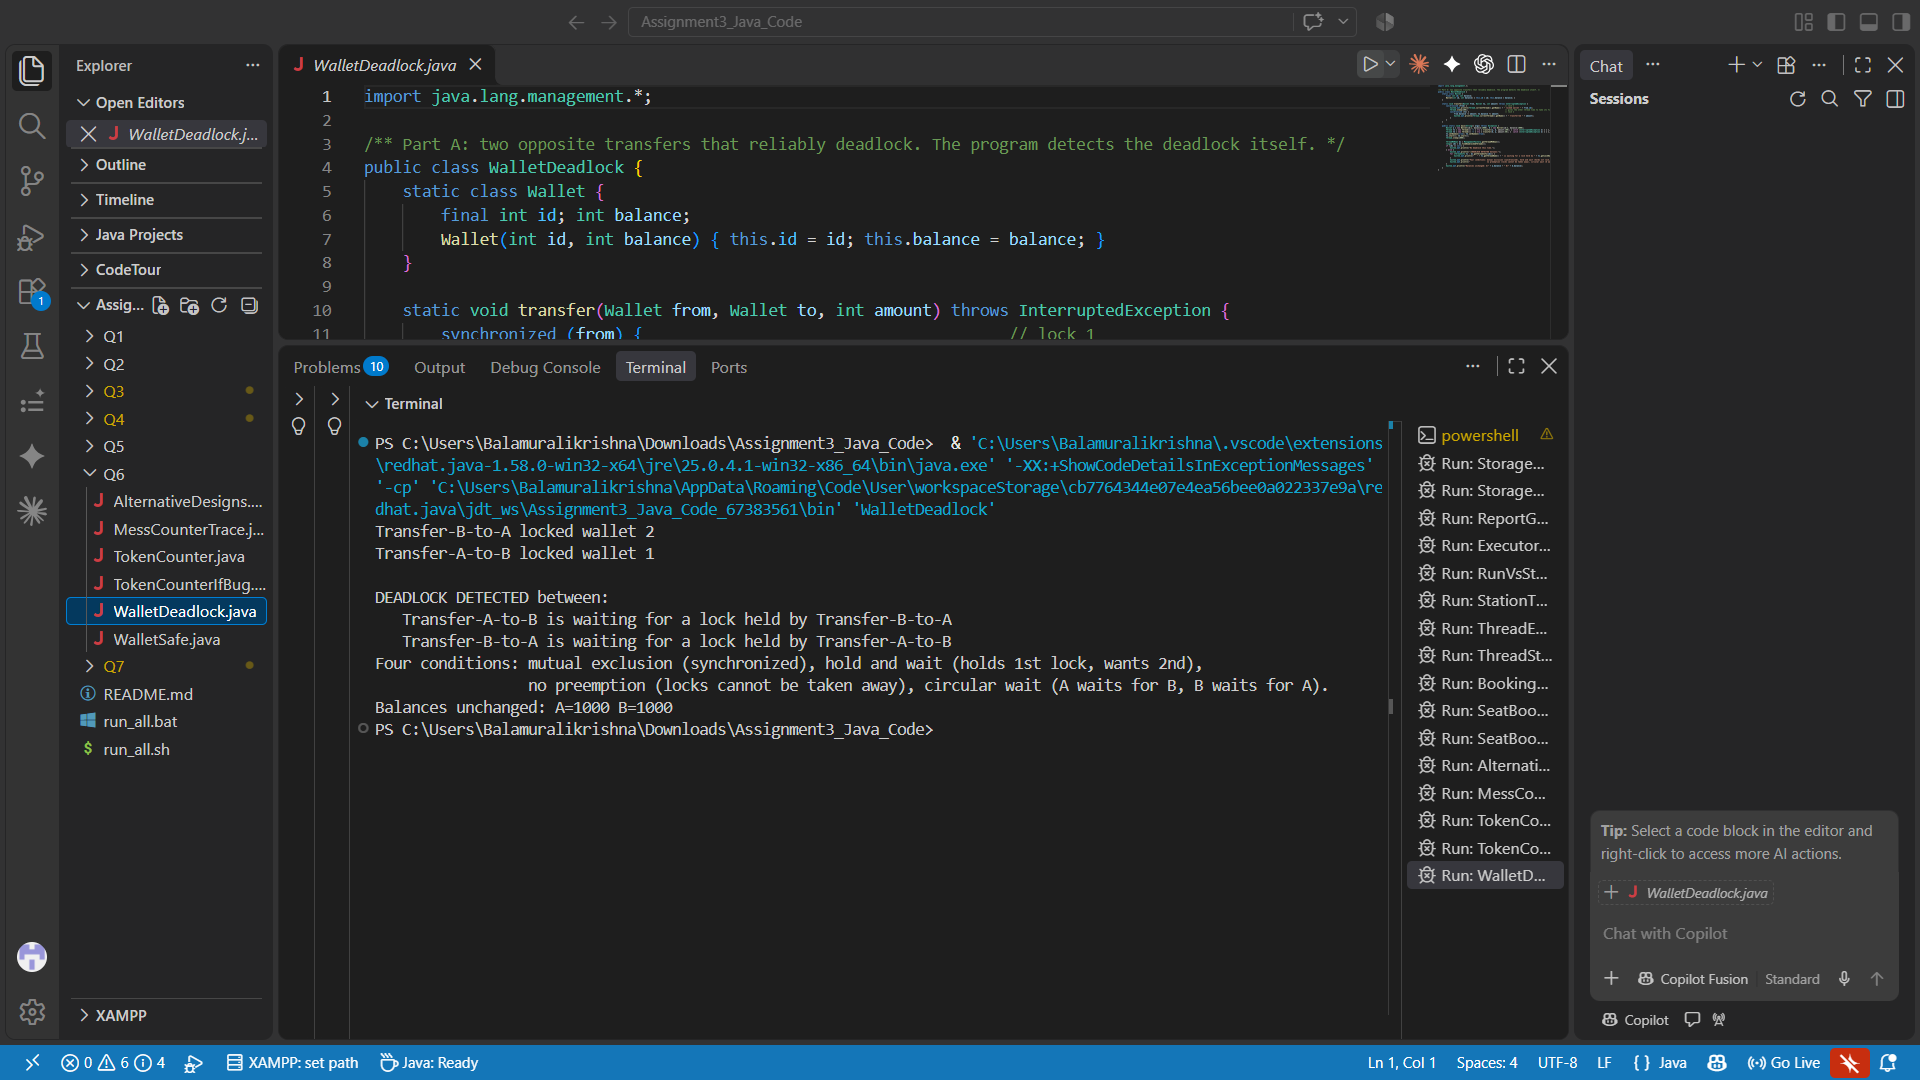 Assignment3_Java_Code
Explorer
Open Editors
WalletDeadlock.j...
Outline
Timeline
Java Projects
CodeTour
Assig...
Q1
Q2
Q3
Q4
Q5
Q6
AlternativeDesigns....
MessCounterTrace.j...
TokenCounter.java
TokenCounterIfBug....
WalletDeadlock.java
WalletSafe.java
Q7
README.md
run_all.bat
$ run_all.sh
XAMPP
1
WalletDeadlock.java
1 import java.lang.management.*;
2
3 /** Part A: two opposite transfers that reliably deadlock. The program detects the deadlock itself. */
4 public class WalletDeadlock {
5 static class Wallet {
6 final int id; int balance;
7 Wallet(int id, int balance) { this.id = id; this.balance = balance; }
8 }
9
10 static void transfer(Wallet from, Wallet to, int amount) throws InterruptedException {
11 synchronized (from) { // lock 1
Problems 10 Output Debug Console Terminal Ports
Terminal
PS C:\Users\Balamuralikrishna\Downloads\Assignment3_Java_Code> & 'C:\Users\Balamuralikrishna\.vscode\extensions
\redhat.java-1.58.0-win32-x64\jre\25.0.4.1-win32-x86_64\bin\java.exe' '-XX:+ShowCodeDetailsInExceptionMessages'
'-cp' 'C:\Users\Balamuralikrishna\AppData\Roaming\Code\User\workspaceStorage\cb7764344e07e4ea56bee0a022337e9a\re
dhat.java\jdt_ws\Assignment3_Java_Code_67383561\bin' 'WalletDeadlock'
Transfer-B-to-A locked wallet 2
Transfer-A-to-B locked wallet 1
DEADLOCK DETECTED between:
Transfer-A-to-B is waiting for a lock held by Transfer-B-to-A
Transfer-B-to-A is waiting for a lock held by Transfer-A-to-B
Four conditions: mutual exclusion (synchronized), hold and wait (holds 1st lock, wants 2nd),
no preemption (locks cannot be taken away), circular wait (A waits for B, B waits for A).
Balances unchanged: A=1000 B=1000
PS C:\Users\Balamuralikrishna\Downloads\Assignment3_Java_Code>
powershell
Run: Storage...
Run: Storage...
Run: ReportG...
Run: Executor...
Run: RunVsSt...
Run: StationT...
Run: ThreadE...
Run: ThreadSt...
Run: Booking...
Run: SeatBoo...
Run: SeatBoo...
Run: Alternati...
Run: MessCo...
Run: TokenCo...
Run: TokenCo...
Run: WalletD...
Chat
Sessions
Tip: Select a code block in the editor and
right-click to access more AI actions.
WalletDeadlock.java
Chat with Copilot
Copilot Fusion Standard
Copilot
0 6 4 XAMPP: set path Java: Ready
Ln 1, Col 1 Spaces: 4 UTF-8 LF { } Java Go Live